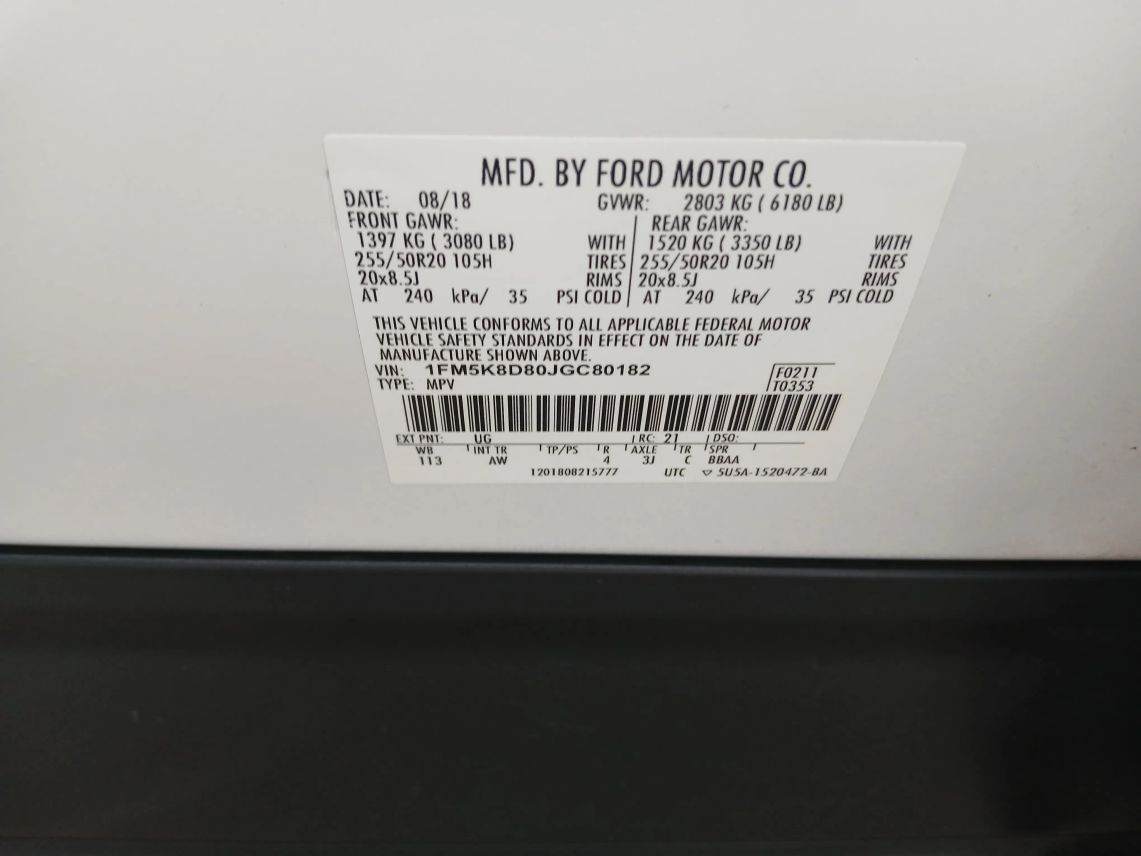 MFD. BY FORD MOTOR CO.
DATE: 08/18 GVWR: 2803 KG ( 6180 LB)
FRONT GAWR: REAR GAWR:
1397 KG ( 3080 LB) WITH 1520 KG ( 3350 LB) WITH
255/50R20 105H TIRES 255/50R20 105H TIRES
20x8.5J RIMS 20x8.5J RIMS
AT 240 kPa/ 35 PSI COLD AT 240 kPa/ 35 PSI COLD
THIS VEHICLE CONFORMS TO ALL APPLICABLE FEDERAL MOTOR
VEHICLE SAFETY STANDARDS IN EFFECT ON THE DATE OF
MANUFACTURE SHOWN ABOVE.
VIN: 1FM5K8D80JGC80182 F0211
TYPE: MPV T0353
EXT PNT: UG RC: 21 DSO:
WB INT TR TP/PS R AXLE TR SPR
113 AW 4 3J C BBAA
1201808215777 UTC ▽ 5U5A-1520472-BA